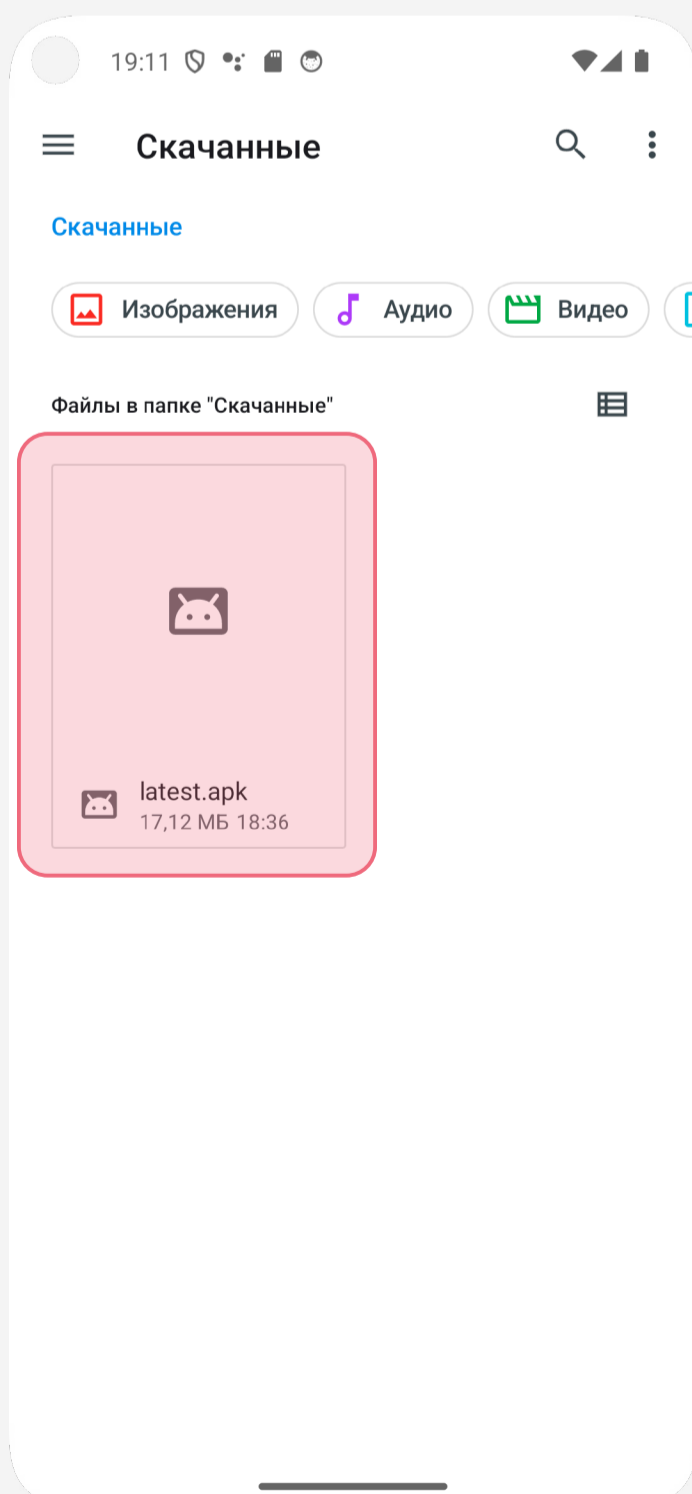 19:11
Скачанные
Скачанные
Изображения Аудио Видео
Файлы в папке "Скачанные"
latest.apk
17,12 МБ 18:36